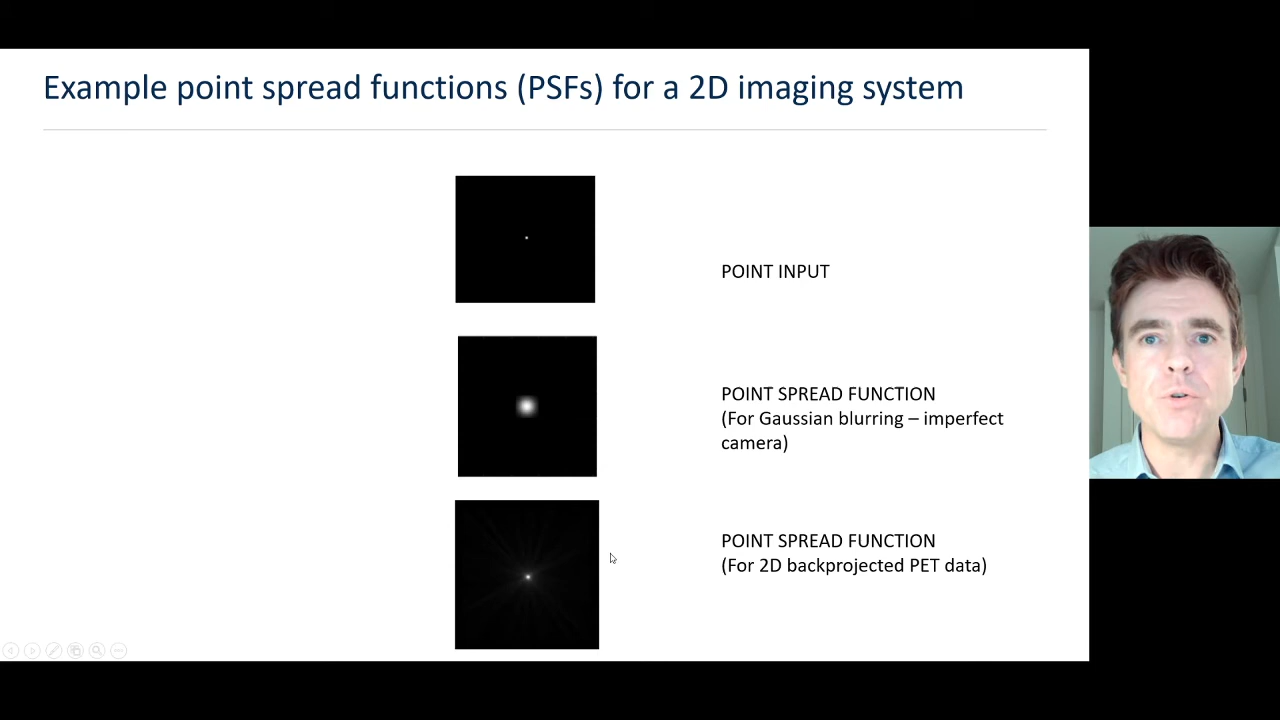 Example point spread functions (PSFs) for a 2D imaging system
POINT INPUT
POINT SPREAD FUNCTION
(For Gaussian blurring – imperfect
camera)
POINT SPREAD FUNCTION
(For 2D backprojected PET data)